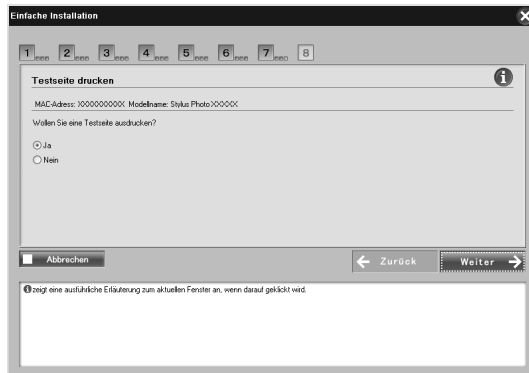 Einfache Installation
1 2 3 4 5 6 7 8
Testseite drucken
MAC-Adress: XXXXXXXXXX Modellname: Stylus Photo XXXXX
Wollen Sie eine Testseite ausdrucken?
Ja
Nein
Abbrechen
Zurück
Weiter
zeigt eine ausführliche Erläuterung zum aktuellen Fenster an, wenn darauf geklickt wird.